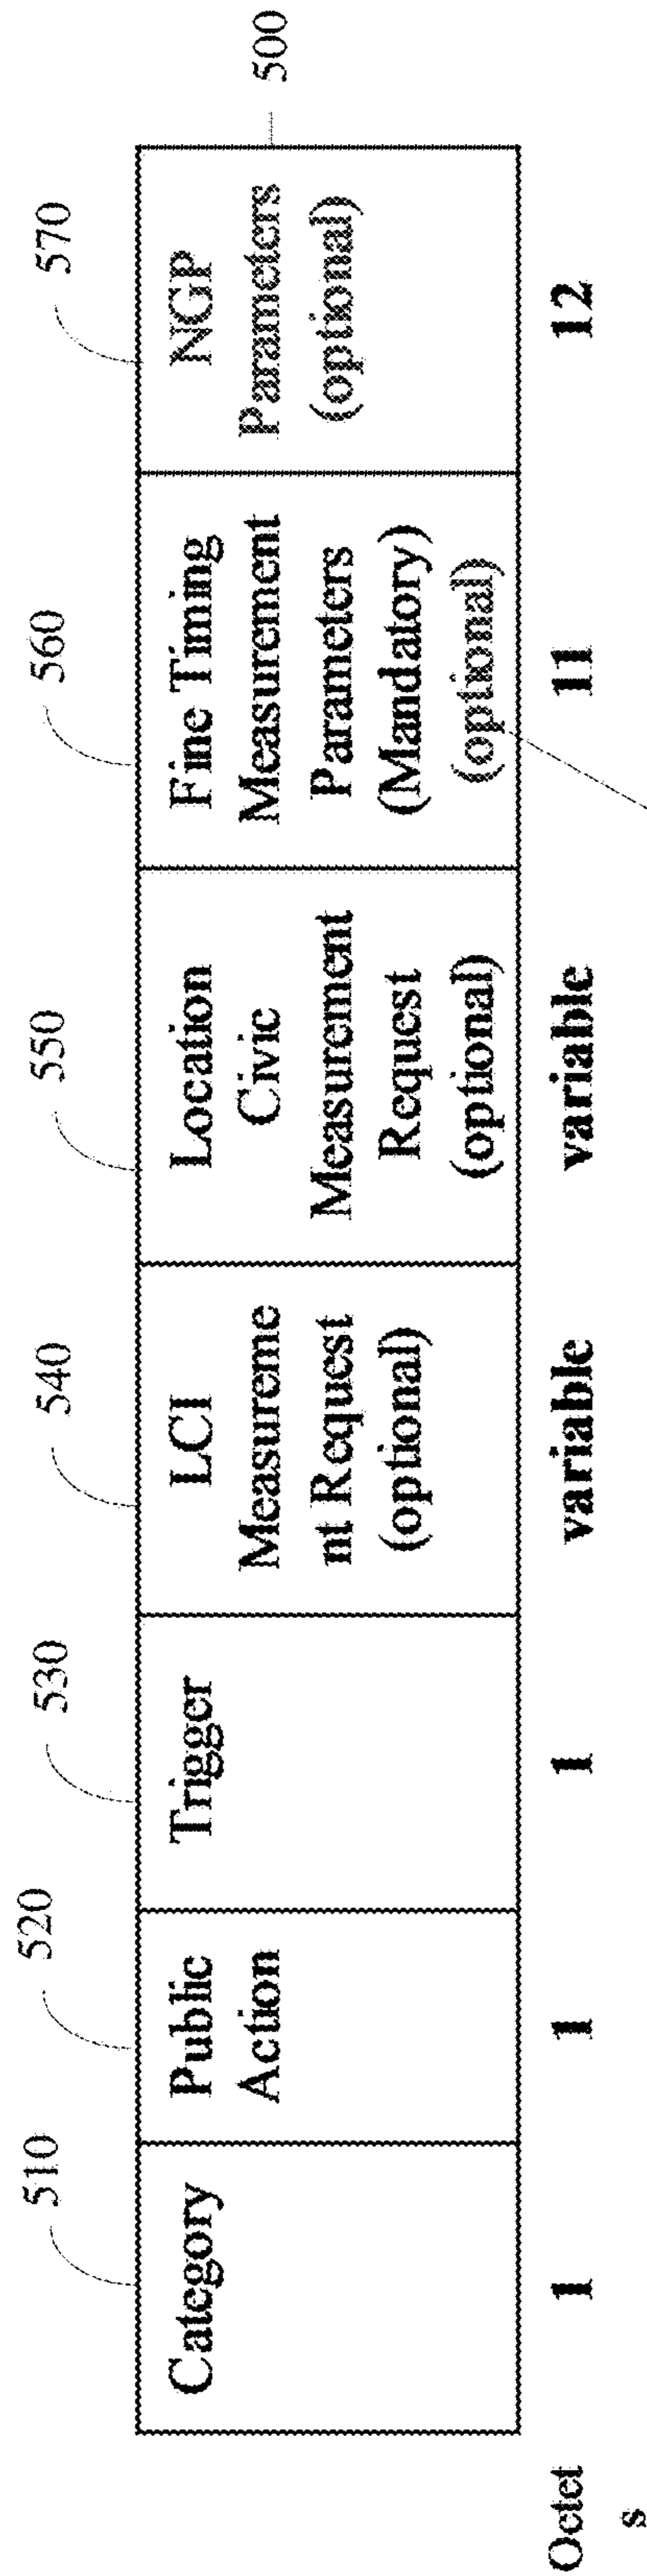 510
520
530
540
550
560
570
500
Category
Public
Action
Trigger
LCI
Measureme
nt Request
(optional)
Location
Civic
Measurement
Request
(optional)
Fine Timing
Measurement
Parameters
(Mandatory)
(optional)
NGP
Parameters
(optional)
Octet
s
1
1
1
variable
variable
11
12